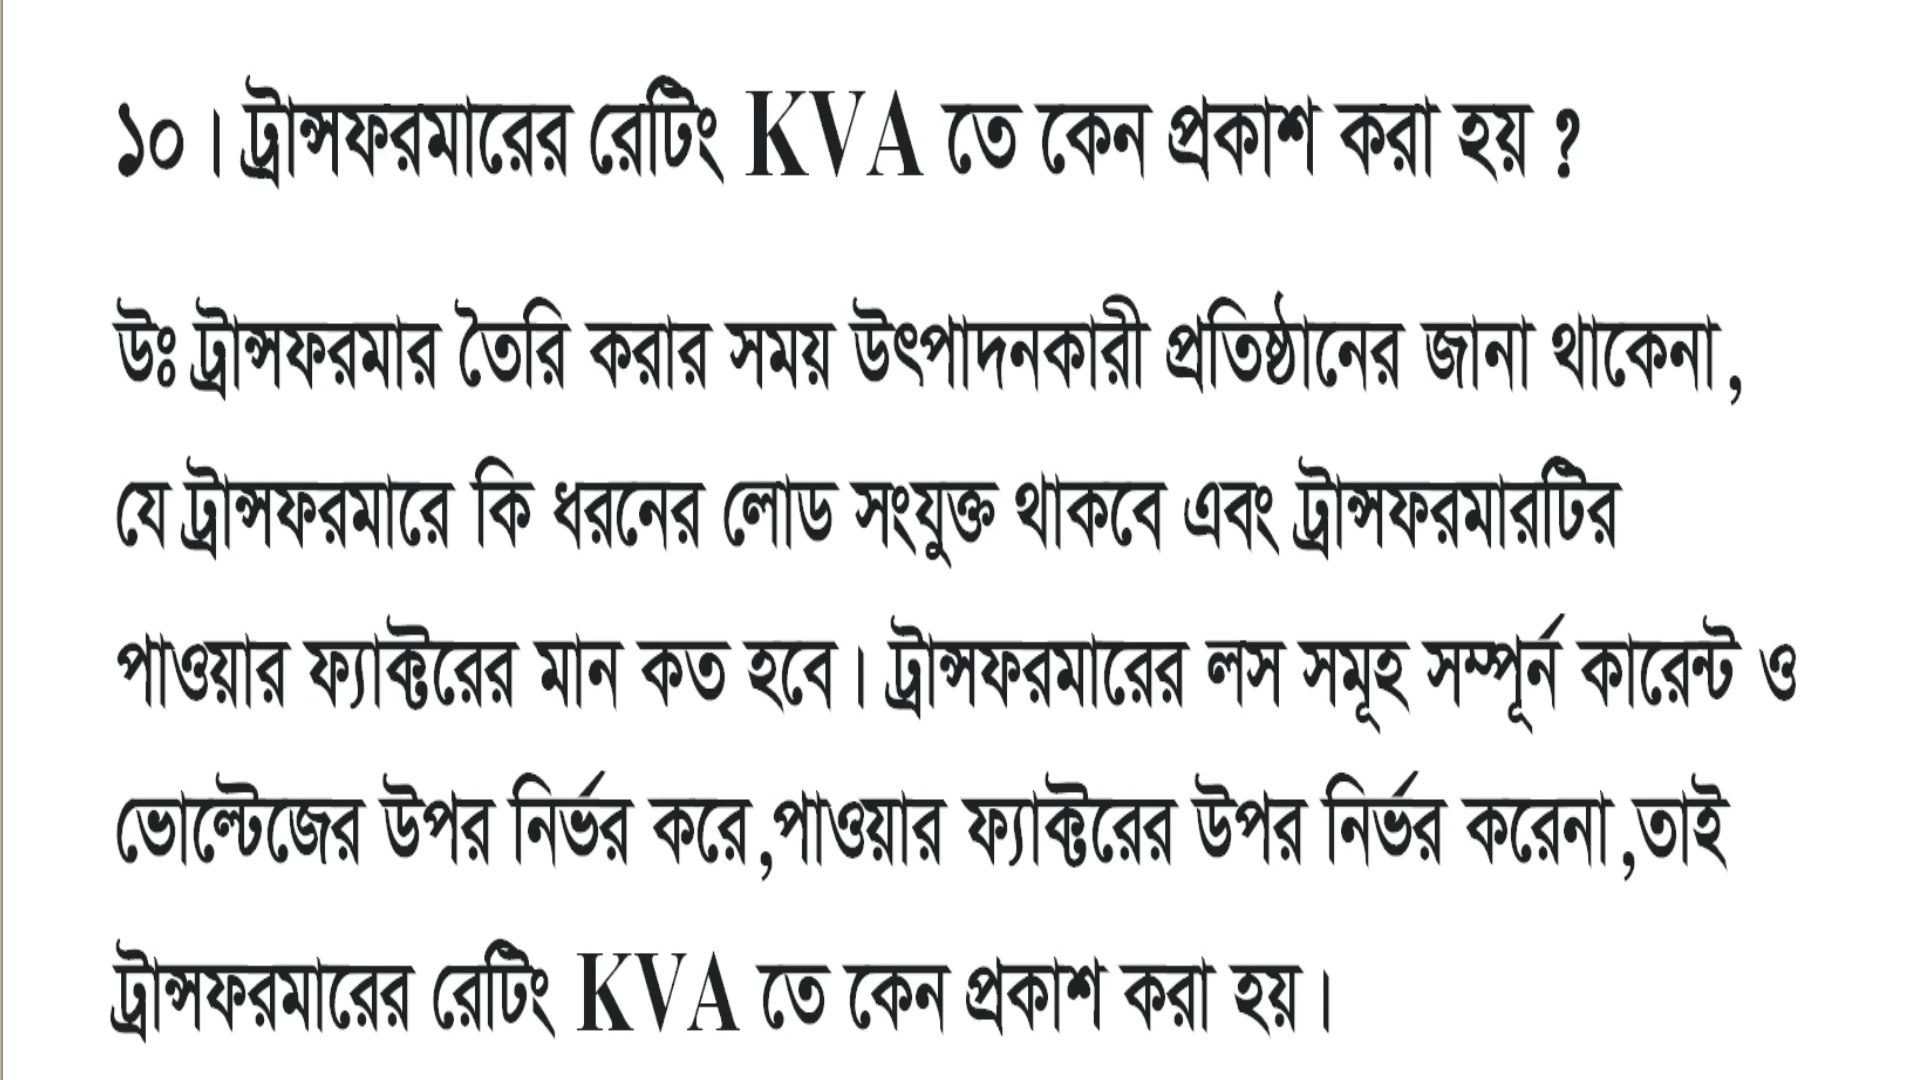 ১০। ট্রান্সফরমারের রেটিং KVA তে কেন প্রকাশ করা হয় ?
উঃ ট্রান্সফরমার তৈরি করার সময় উৎপাদনকারী প্রতিষ্ঠানের জানা থাকেনা,
যে ট্রান্সফরমারে কি ধরনের লোড সংযুক্ত থাকবে এবং ট্রান্সফরমারটির
পাওয়ার ফ্যাক্টরের মান কত হবে। ট্রান্সফরমারের লস সমূহ সম্পূর্ন কারেন্ট ও
ভোল্টেজের উপর নির্ভর করে,পাওয়ার ফ্যাক্টরের উপর নির্ভর করেনা,তাই
ট্রান্সফরমারের রেটিং KVA তে কেন প্রকাশ করা হয়।